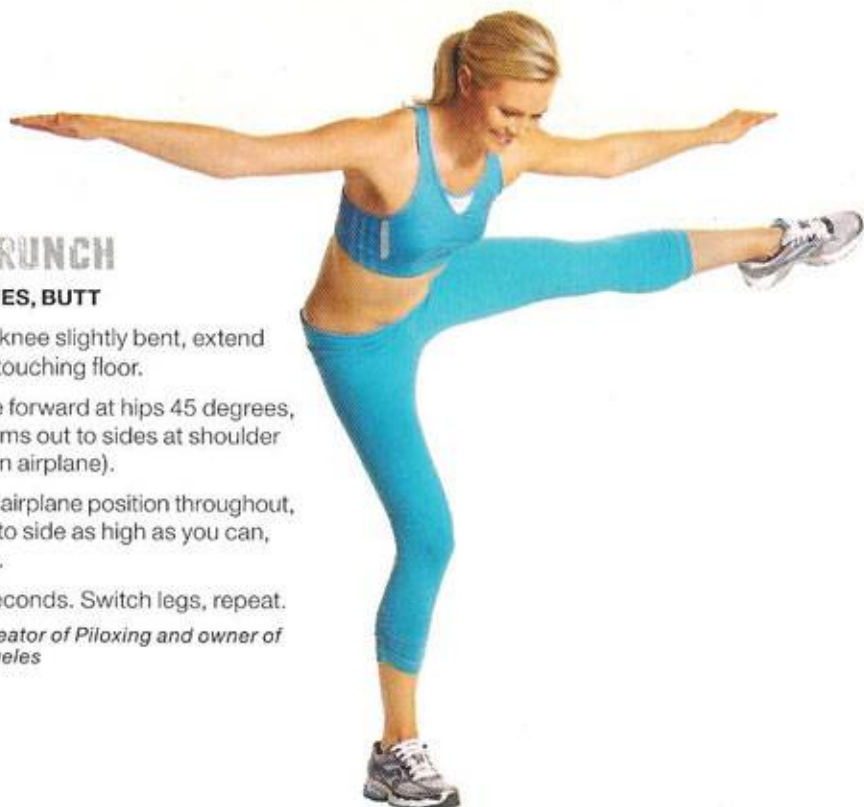 RUNCH
ES, BUTT
knee slightly bent, extend
touching floor.
e forward at hips 45 degrees,
ms out to sides at shoulder
n airplane).
airplane position throughout,
to side as high as you can,
.
econds. Switch legs, repeat.
eator of Piloxing and owner of
eles